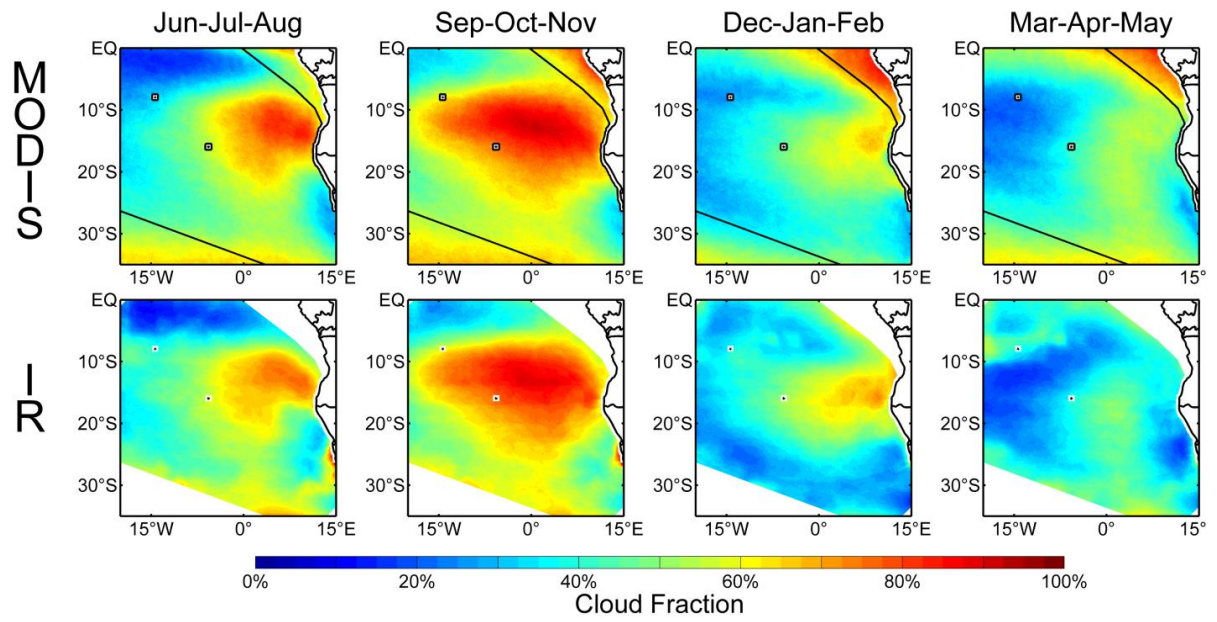 Jun-Jul-Aug Sep-Oct-Nov Dec-Jan-Feb Mar-Apr-May
MODIS
EQ EQ EQ EQ
10°S 10°S 10°S 10°S
20°S 20°S 20°S 20°S
30°S 30°S 30°S 30°S
15°W 0° 15°E 15°W 0° 15°E 15°W 0° 15°E 15°W 0° 15°
IR
EQ EQ EQ EQ
10°S 10°S 10°S 10°S
20°S 20°S 20°S 20°S
30°S 30°S 30°S 30°S
15°W 0° 15°E 15°W 0° 15°E 15°W 0° 15°E 15°W 0° 15°
0% 20% 40% 60% 80% 100%
Cloud Fraction